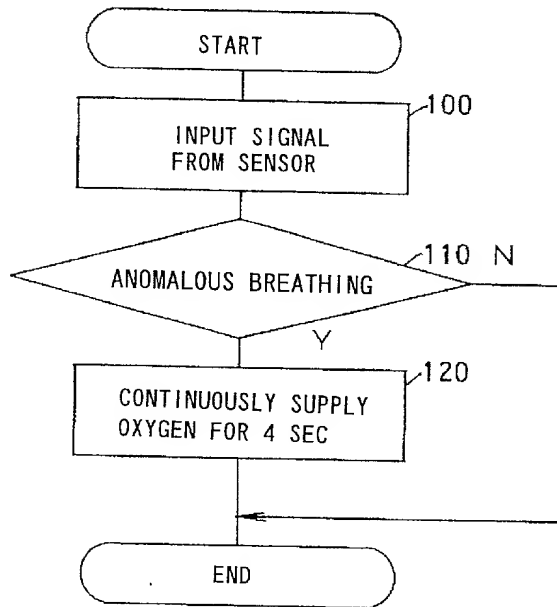 START
100
INPUT SIGNAL
FROM SENSOR
110 N
ANOMALOUS BREATHING
Y
120
CONTINUOUSLY SUPPLY
OXYGEN FOR 4 SEC
END